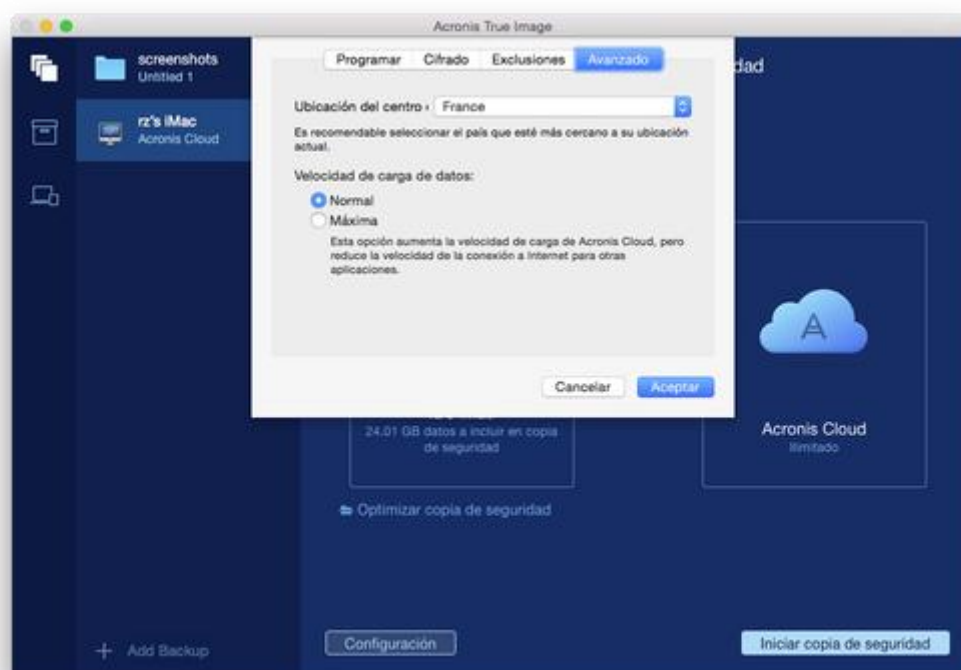 Acronis True Image
screenshots
Untitled 1
rz's iMac
Acronis Cloud
Programar Cifrado Exclusiones Avanzado
dad
Ubicación del centro
France
Es recomendable seleccionar el país que esté más cercano a su ubicación
actual.
Velocidad de carga de datos:
Normal
Máxima
Esta opción aumenta la velocidad de carga de Acronis Cloud, pero
reduce la velocidad de la conexión a Internet para otras
aplicaciones.
Cancelar Aceptar
24.01 GB datos a incluir en copia
de seguridad
Acronis Cloud
Ilimitado
Optimizar copia de seguridad
Add Backup
Configuración
Iniciar copia de seguridad